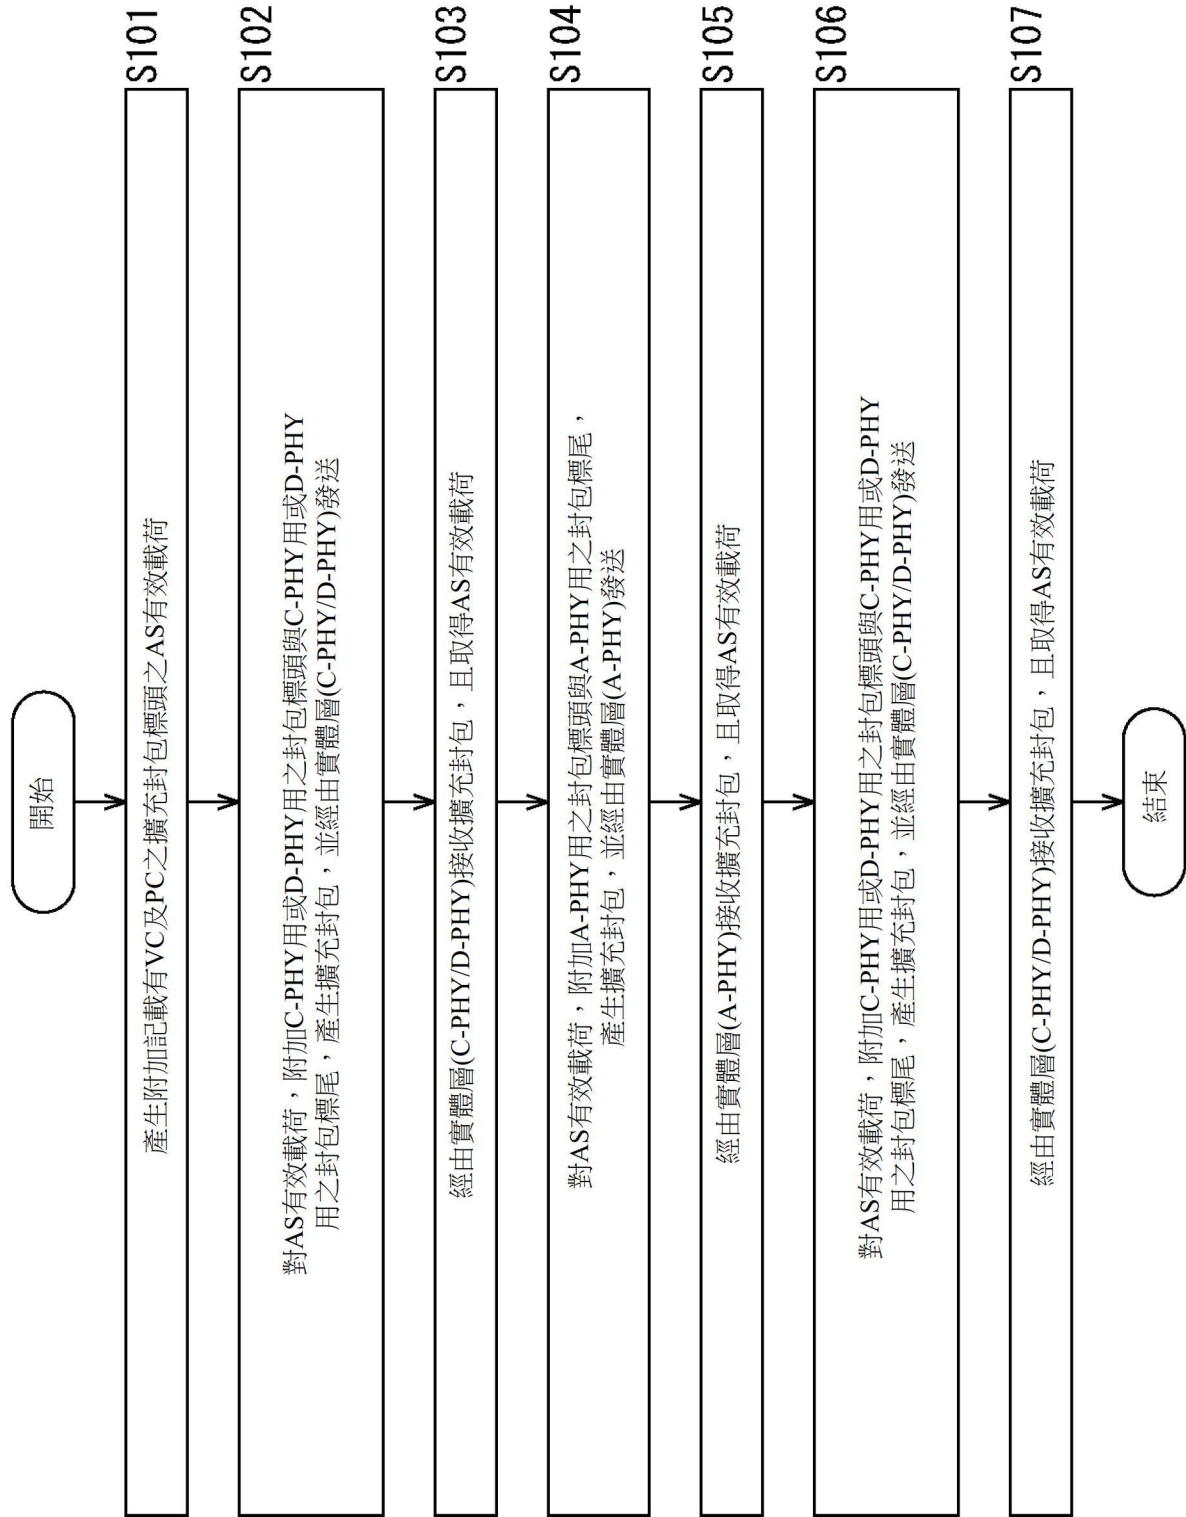 開始
產生附加記載有VC及PC之擴充封包標頭之AS有效載荷
S101
對AS有效載荷，附加C-PHY用或D-PHY用之封包標頭與C-PHY用或D-PHY
用之封包標尾，產生擴充封包，並經由實體層(C-PHY/D-PHY)發送
S102
經由實體層(C-PHY/D-PHY)接收擴充封包，且取得AS有效載荷
S103
對AS有效載荷，附加A-PHY用之封包標頭與A-PHY用之封包標尾，
產生擴充封包，並經由實體層(A-PHY)發送
S104
經由實體層(A-PHY)接收擴充封包，且取得AS有效載荷
S105
對AS有效載荷，附加C-PHY用或D-PHY用之封包標頭與C-PHY用或D-PHY
用之封包標尾，產生擴充封包，並經由實體層(C-PHY/D-PHY)發送
S106
經由實體層(C-PHY/D-PHY)接收擴充封包，且取得AS有效載荷
S107
結束